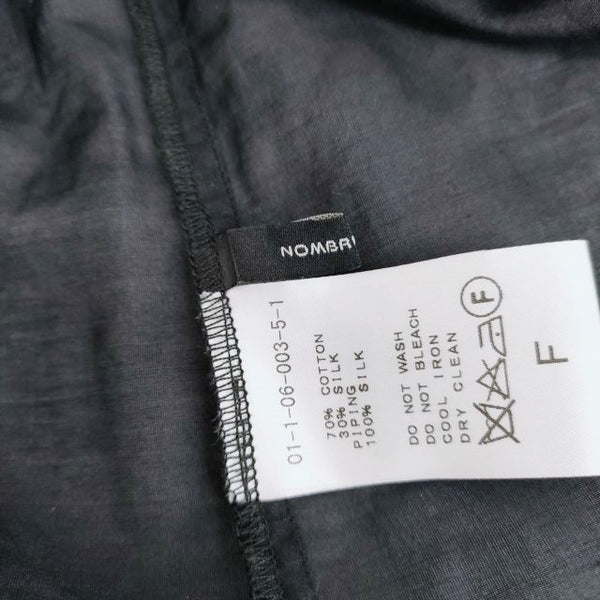 NOMBR
01-1-06-003-5-1
70% COTTON
30% SILK
PIPING
100% SILK
DO NOT WASH
DO NOT BLEACH
COOL IRON
DRY CLEAN
F
F